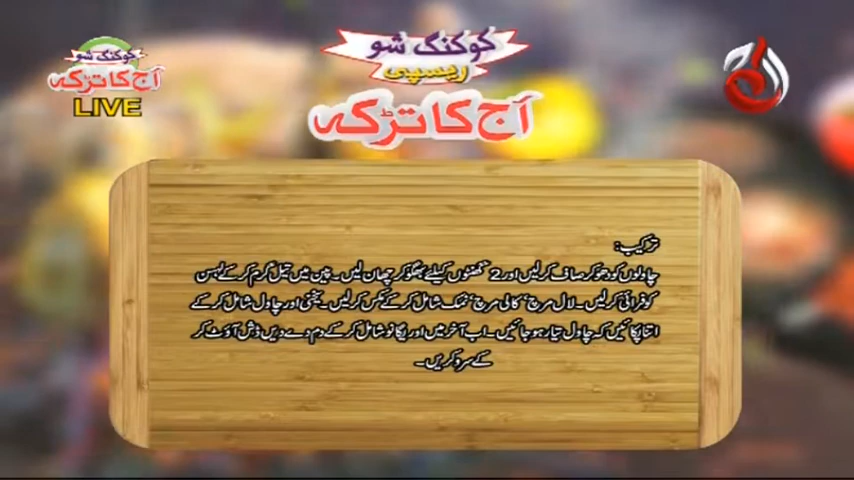 کوکنگ شو
آج کا تڑکہ
LIVE
کوکنگ شو
ریسپی
آج کا تڑکہ
آج
ترکیب:
چاولوں کو دھو کر صاف کر لیں اور 2 گھنٹوں کیلئے بھگو کر چھان لیں۔ پین میں تیل گرم کر کے لہسن
کو فرائی کر لیں۔ لال مرچ، کالی مرچ، نمک شامل کر کے مکس کر لیں۔ یخنی اور چاول شامل کر کے
اتنا پکائیں کہ چاول تیار ہو جائیں۔ اب آخر میں اوریگانو شامل کر کے دم دے دیں ڈش آؤٹ کر
کے سرو کریں۔